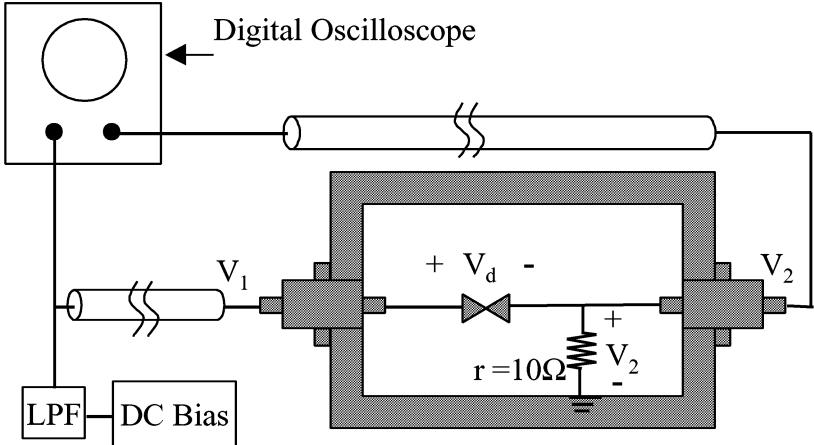 Digital Oscilloscope
V1
+ Vd -
V2
+
r =10Ω V2
-
LPF
DC Bias